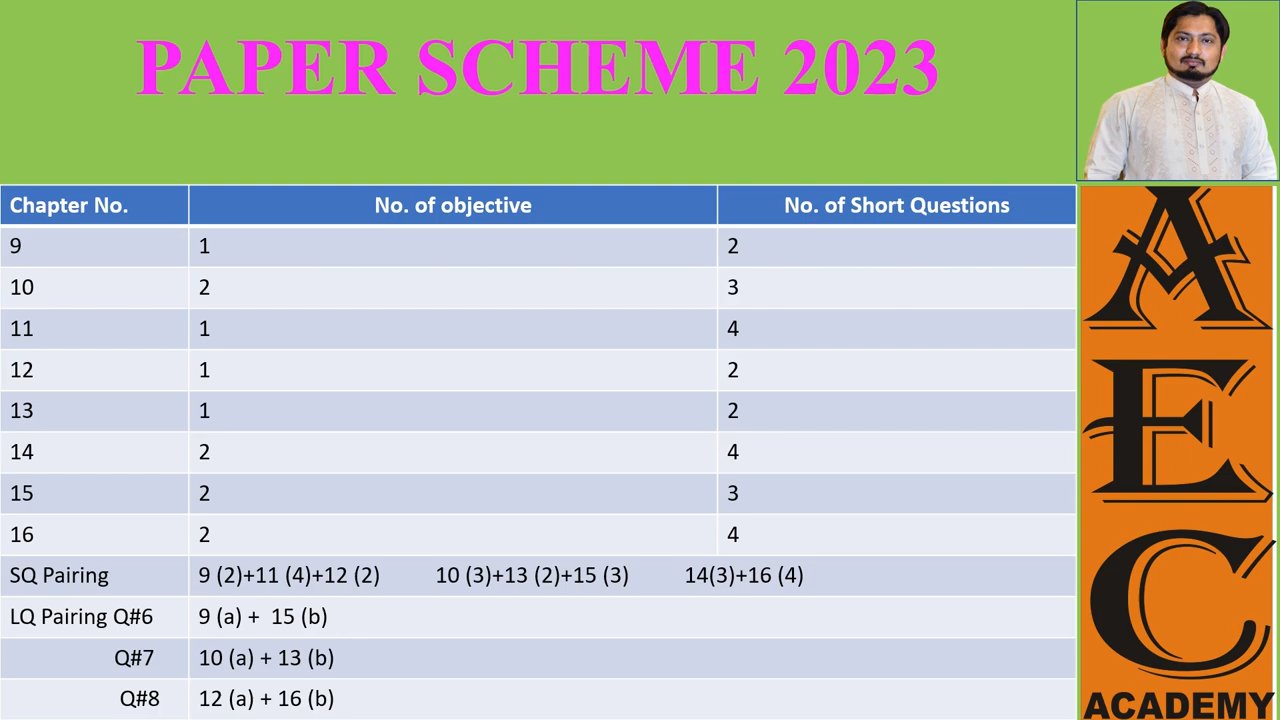 PAPER SCHEME 2023
Chapter No. No. of objective No. of Short Questions
9 1 2
10 2 3
11 1 4
12 1 2
13 1 2
14 2 4
15 2 3
16 2 4
SQ Pairing 9 (2)+11 (4)+12 (2) 10 (3)+13 (2)+15 (3) 14(3)+16 (4)
LQ Pairing Q#6 9 (a) + 15 (b)
Q#7 10 (a) + 13 (b)
Q#8 12 (a) + 16 (b)
A
E
C
ACADEMY